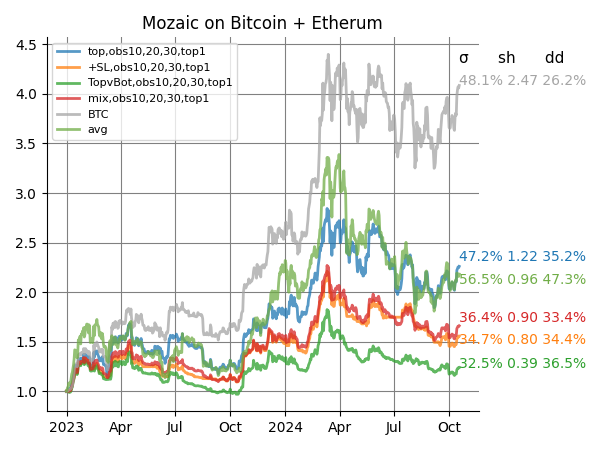 Mozaic on Bitcoin + Etherum
σ sh dd
top,obs10,20,30,top1
+SL,obs10,20,30,top1
TopvBot,obs10,20,30,top1
mix,obs10,20,30,top1
BTC
avg
48.1% 2.47 26.2%
47.2% 1.22 35.2%
56.5% 0.96 47.3%
36.4% 0.90 33.4%
34.7% 0.80 34.4%
32.5% 0.39 36.5%
4.5
4.0
3.5
3.0
2.5
2.0
1.5
1.0
2023 Apr Jul Oct 2024 Apr Jul Oct